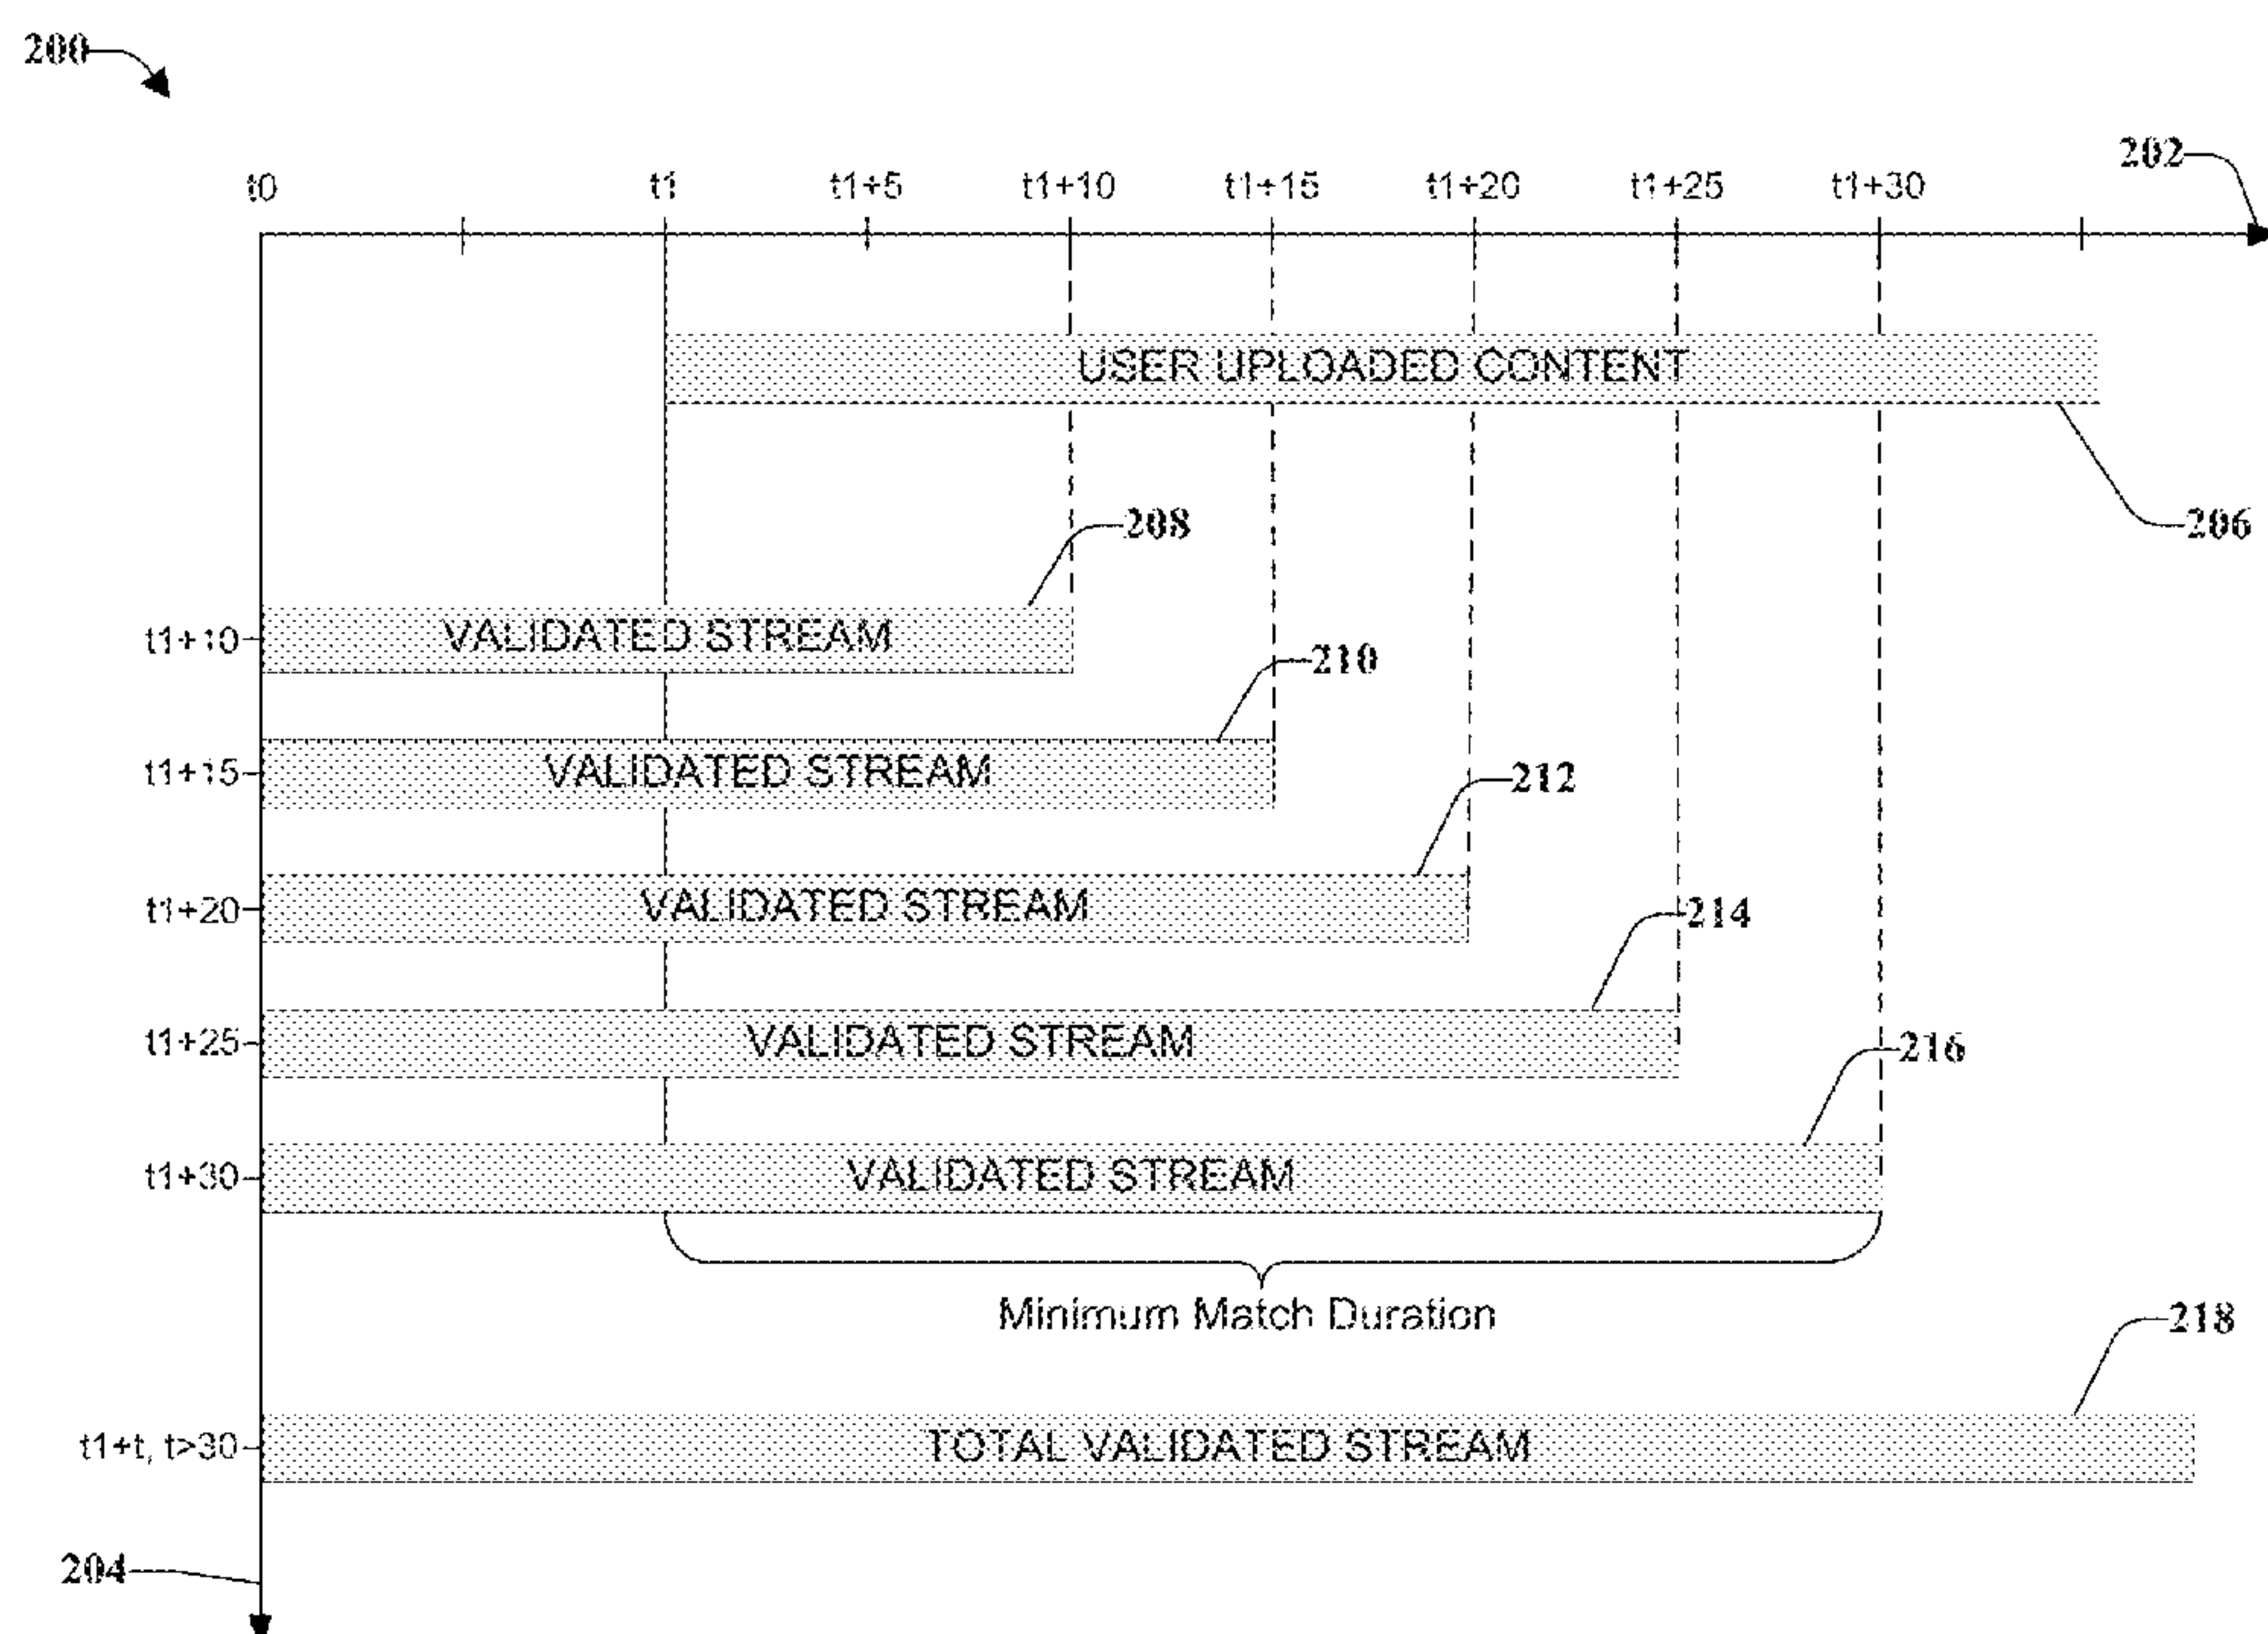 200
202
t0 t1 t1+5 t1+10 t1+15 t1+20 t1+25 t1+30
USER UPLOADED CONTENT
206
208
t1+10 VALIDATED STREAM
210
t1+15 VALIDATED STREAM
212
t1+20 VALIDATED STREAM
214
t1+25 VALIDATED STREAM
216
t1+30 VALIDATED STREAM
Minimum Match Duration
218
t1+t, t>30 TOTAL VALIDATED STREAM
204